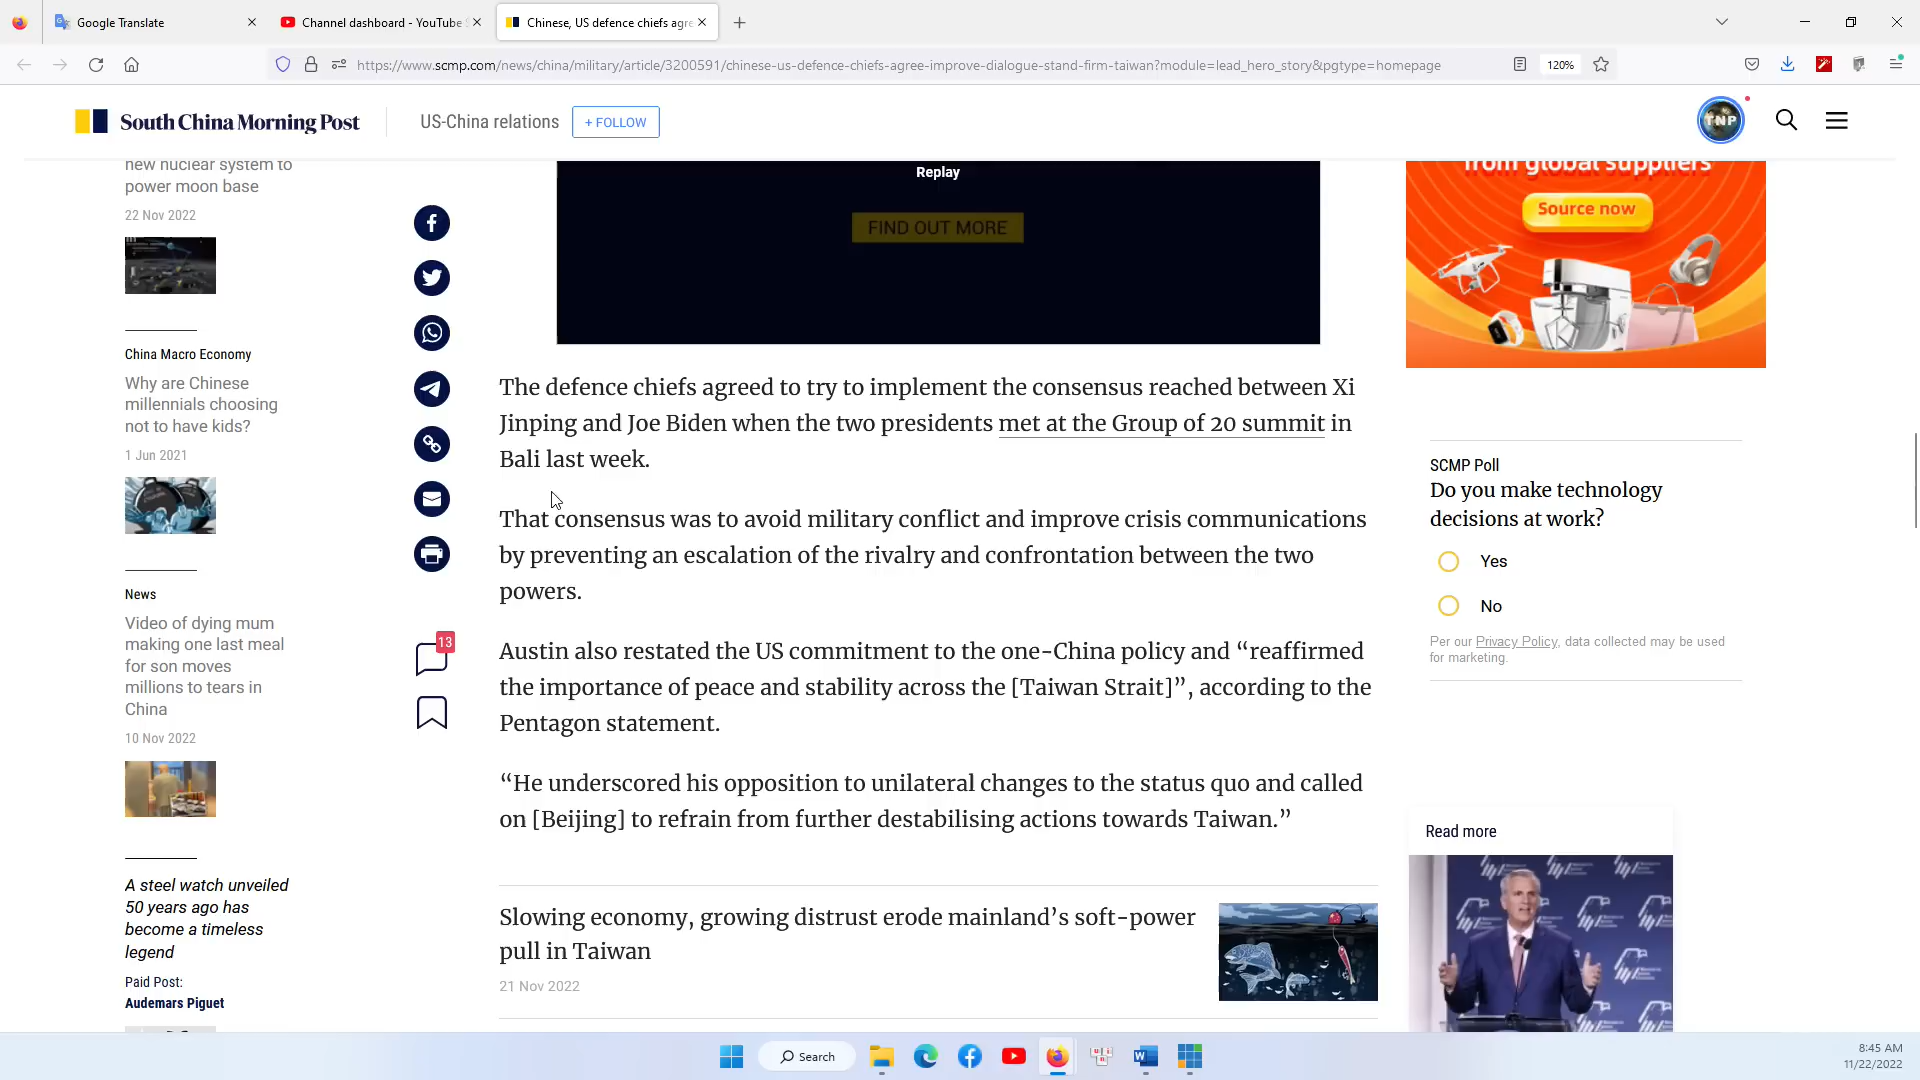 Google Translate
Channel dashboard - YouTube S
Chinese, US defence chiefs agre
https://www.scmp.com/news/china/military/article/3200591/chinese-us-defence-chiefs-agree-improve-dialogue-stand-firm-taiwan?module=lead_hero_story&pgtype=homepage
120%
South China Morning Post
US-China relations
+ FOLLOW
TNP
new nuclear system to
power moon base
22 Nov 2022
China Macro Economy
Why are Chinese
millennials choosing
not to have kids?
1 Jun 2021
News
Video of dying mum
making one last meal
for son moves
millions to tears in
China
10 Nov 2022
A steel watch unveiled
50 years ago has
become a timeless
legend
Paid Post:
Audemars Piguet
13
Replay
FIND OUT MORE
The defence chiefs agreed to try to implement the consensus reached between Xi
Jinping and Joe Biden when the two presidents met at the Group of 20 summit in
Bali last week.
That consensus was to avoid military conflict and improve crisis communications
by preventing an escalation of the rivalry and confrontation between the two
powers.
Austin also restated the US commitment to the one-China policy and “reaffirmed
the importance of peace and stability across the [Taiwan Strait]”, according to the
Pentagon statement.
“He underscored his opposition to unilateral changes to the status quo and called
on [Beijing] to refrain from further destabilising actions towards Taiwan.”
Slowing economy, growing distrust erode mainland’s soft-power
pull in Taiwan
21 Nov 2022
from global suppliers
Source now
SCMP Poll
Do you make technology
decisions at work?
Yes
No
Per our Privacy Policy, data collected may be used
for marketing.
Read more
Search
8:45 AM
11/22/2022